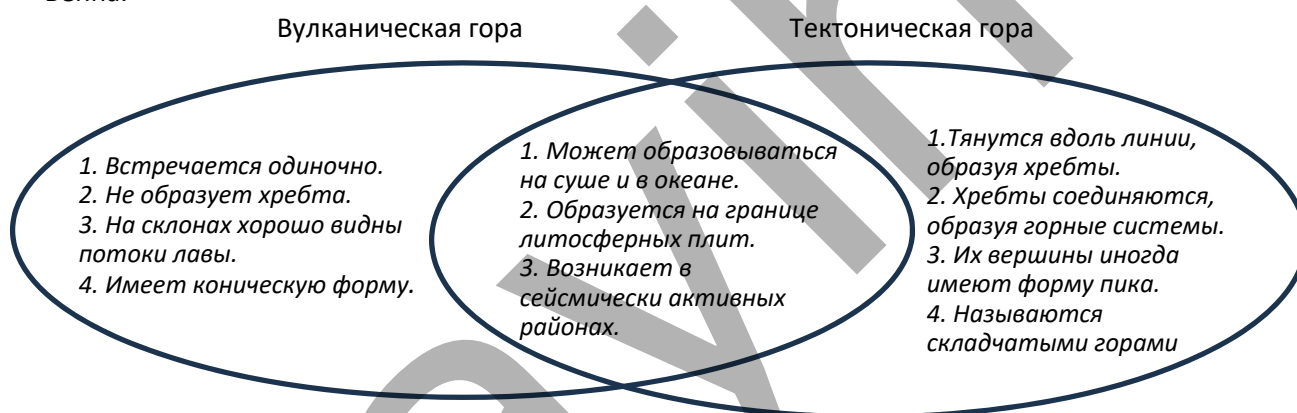 Вулканическая гора
Тектоническая гора
1. Встречается одиночно.
2. Не образует хребта.
3. На склонах хорошо видны
потоки лавы.
4. Имеет коническую форму.
1. Может образовываться
на суше и в океане.
2. Образуется на границе
литосферных плит.
3. Возникает в
сейсмически активных
районах.
1.Тянутся вдоль линии,
образуя хребты.
2. Хребты соединяются,
образуя горные системы.
3. Их вершины иногда
имеют форму пика.
4. Называются
складчатыми горами